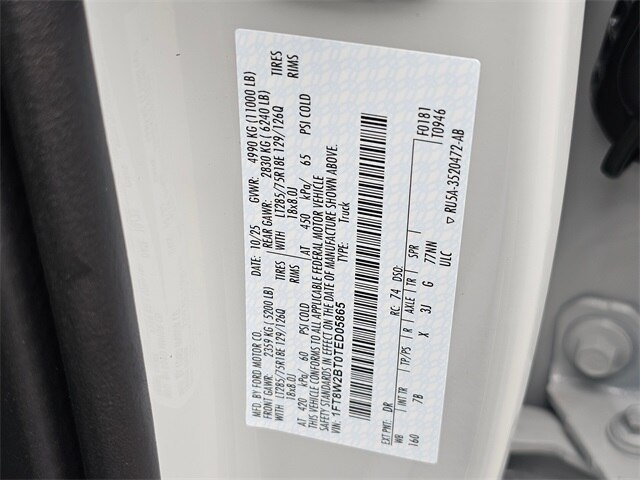 MFD. BY FORD MOTOR CO.
DATE: 10/25 GVWR: 4990 KG (11000 LB)
FRONT GAWR: 2359 KG (5200 LB) REAR GAWR: 2830 KG (6240 LB)
LT285/75R18E 129/126Q TIRES WITH LT285/75R18E 129/126Q TIRES
18x8.0J RIMS 18x8.0J RIMS
AT 420 kPa/ 60 PSI COLD AT 450 kPa/ 65 PSI COLD
THIS VEHICLE CONFORMS TO ALL APPLICABLE FEDERAL MOTOR VEHICLE
SAFETY STANDARDS IN EFFECT ON THE DATE OF MANUFACTURE SHOWN ABOVE.
VIN: 1FT8W2BT0TED05865 TYPE: Truck
F0181
T0946
EXT PNT: DR RC: 74 DSO:
WB INT TR TP/PS R AXLE TR SPR
160 7B X 3J G 77NN
ULC
▽ RU5A-3520472-AB